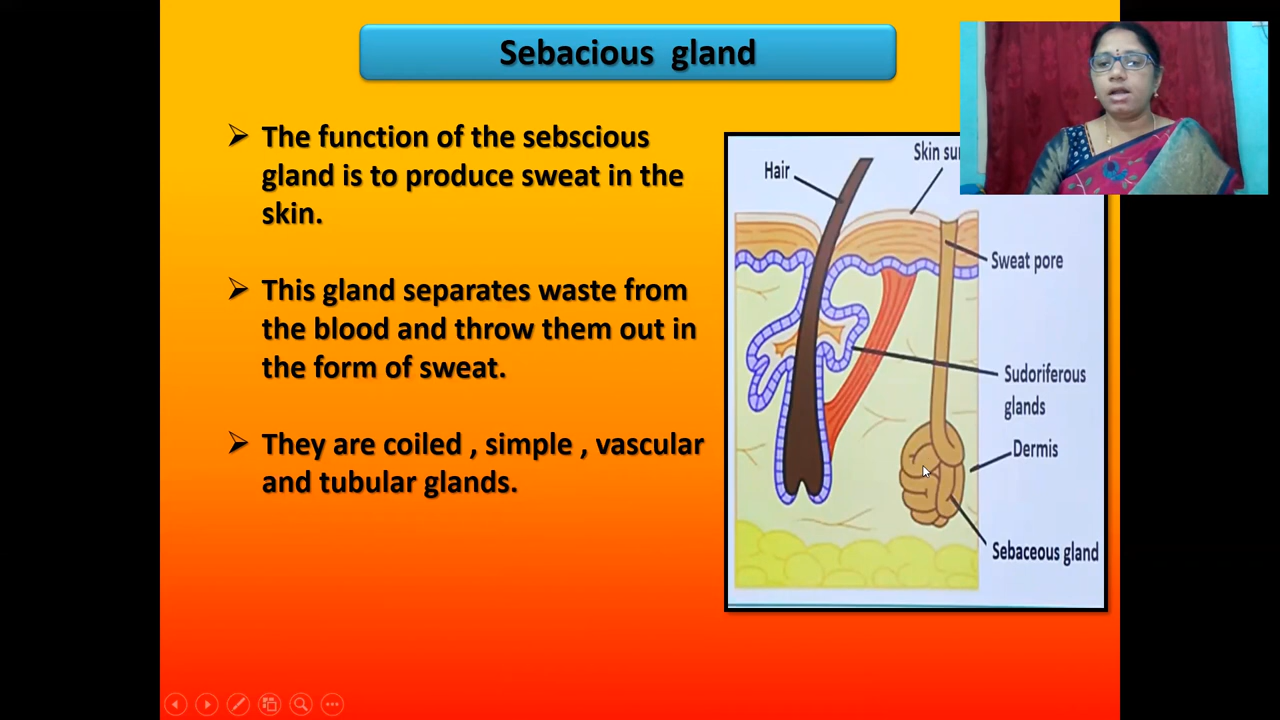 Sebacious gland
The function of the sebscious
gland is to produce sweat in the
skin.
This gland separates waste from
the blood and throw them out in
the form of sweat.
They are coiled , simple , vascular
and tubular glands.
Hair
Skin
Sweat pore
Sudoriferous
glands
Dermis
Sebaceous gland